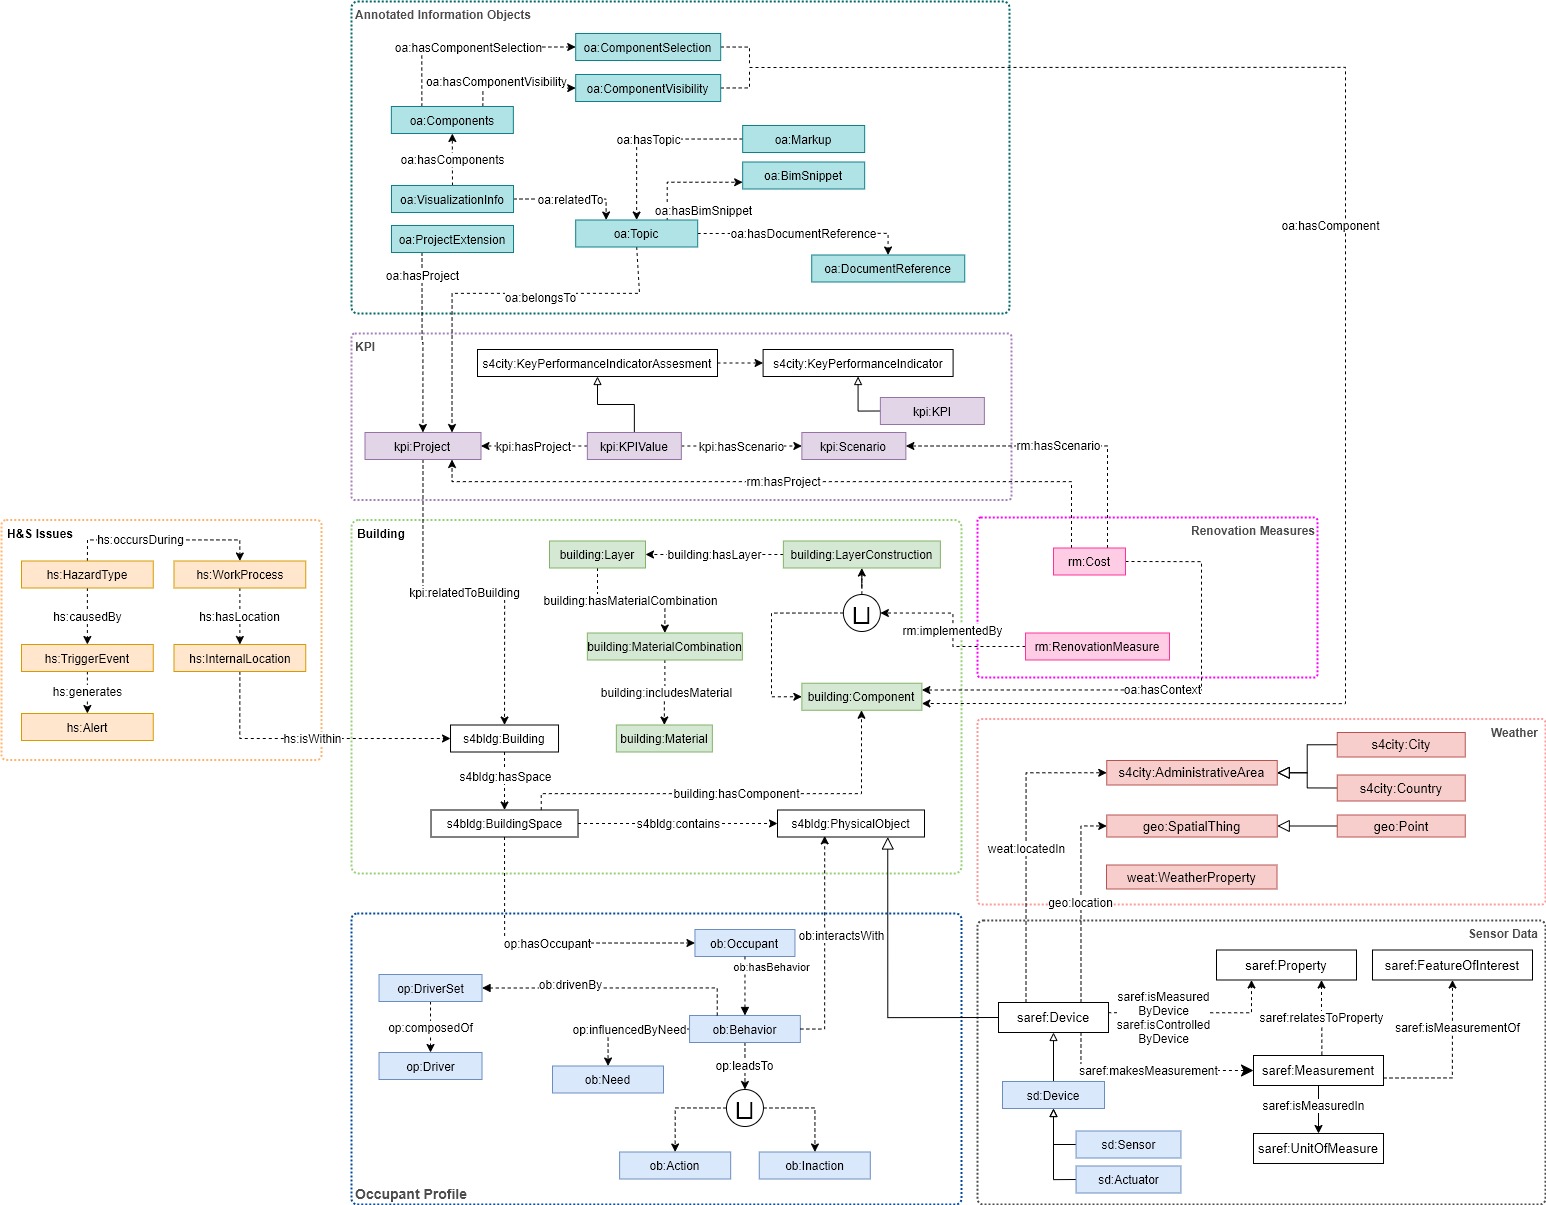 Annotated Information Objects
oa:hasComponentSelection
oa:ComponentSelection
oa:hasComponentVisibility
oa:ComponentVisibility
oa:Components
oa:hasTopic
oa:Markup
oa:hasComponents
oa:BimSnippet
oa:VisualizationInfo
oa:relatedTo
oa:hasBimSnippet
oa:hasComponent
oa:ProjectExtension
oa:Topic
oa:hasDocumentReference
oa:DocumentReference
oa:hasProject
oa:belongsTo
KPI
s4city:KeyPerformanceIndicatorAssesment
s4city:KeyPerformanceIndicator
kpi:KPI
kpi:Project
kpi:hasProject
kpi:KPIValue
kpi:hasScenario
kpi:Scenario
rm:hasScenario
rm:hasProject
H&S Issues
hs:occursDuring
hs:HazardType
hs:WorkProcess
hs:causedBy
hs:hasLocation
hs:TriggerEvent
hs:InternalLocation
hs:generates
hs:Alert
hs:isWithin
Building
building:Layer
building:hasLayer
building:LayerConstruction
kpi:relatedToBuilding
building:hasMaterialCombination
building:MaterialCombination
rm:implementedBy
building:includesMaterial
building:Component
building:Material
s4bldg:Building
s4bldg:hasSpace
building:hasComponent
s4bldg:BuildingSpace
s4bldg:contains
s4bldg:PhysicalObject
Renovation Measures
rm:Cost
rm:RenovationMeasure
oa:hasContext
Weather
s4city:City
s4city:AdministrativeArea
s4city:Country
geo:SpatialThing
geo:Point
weat:locatedIn
weat:WeatherProperty
geo:location
ob:interactsWith
op:hasOccupant
ob:Occupant
ob:hasBehavior
op:DriverSet
ob:drivenBy
op:composedOf
op:influencedByNeed
ob:Behavior
op:Driver
ob:Need
op:leadsTo
ob:Action
ob:Inaction
Occupant Profile
Sensor Data
saref:Property
saref:FeatureOfInterest
saref:Device
saref:isMeasured
ByDevice
saref:isControlled
ByDevice
saref:relatesToProperty
saref:isMeasurementOf
saref:makesMeasurement
saref:Measurement
sd:Device
saref:isMeasuredIn
sd:Sensor
saref:UnitOfMeasure
sd:Actuator